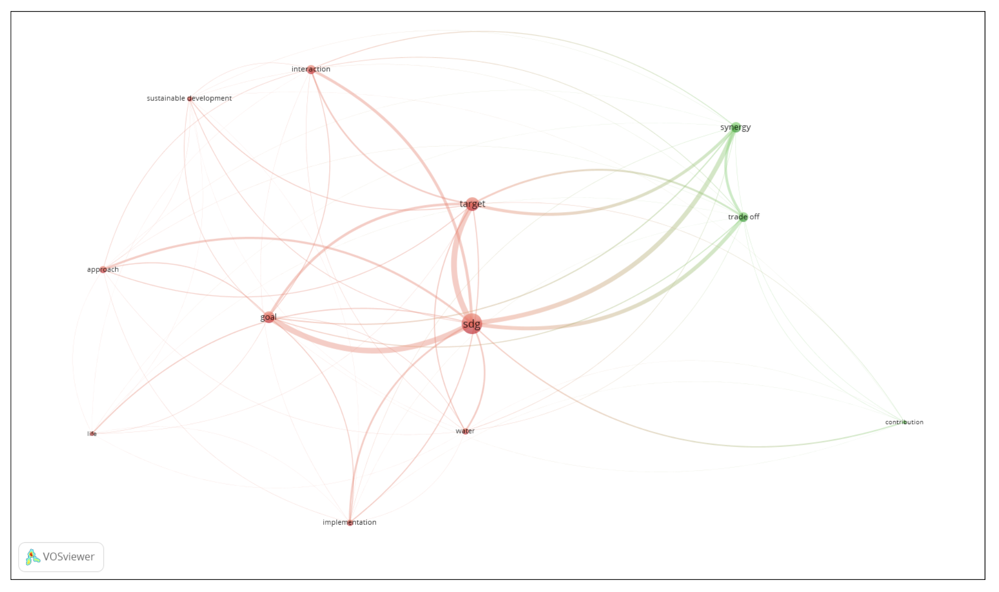 interaction
sustainable development
synergy
target
trade off
approach
goal
sdg
contribution
water
life
implementation
VOSviewer